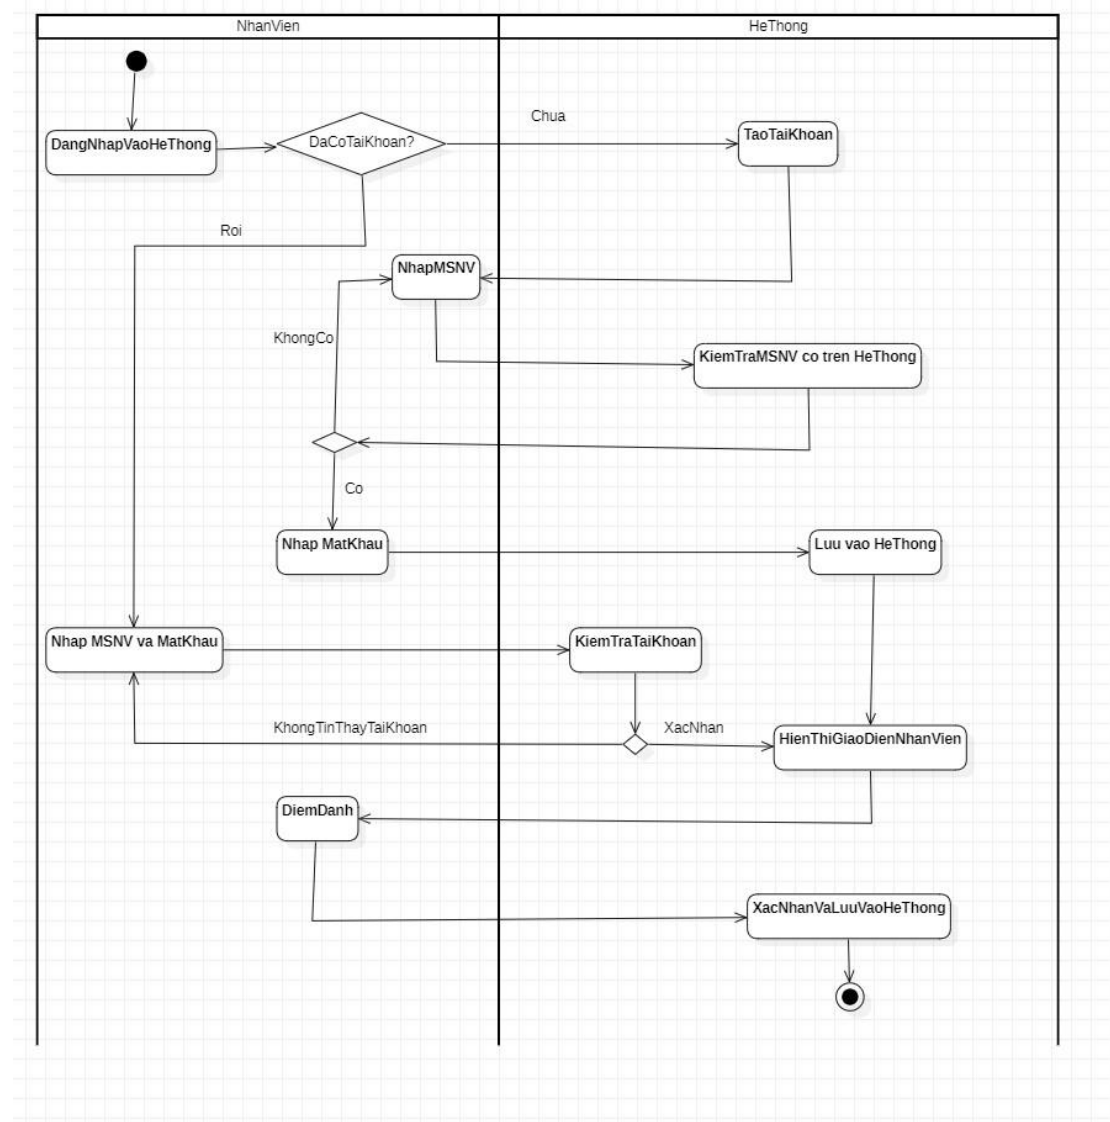 NhanVien
HeThong
DangNhapVaoHeThong
DaCoTaiKhoan?
Chua
TaoTaiKhoan
Roi
NhapMSNV
KhongCo
KiemTraMSNV co tren HeThong
Co
Nhap MatKhau
Luu vao HeThong
Nhap MSNV va MatKhau
KiemTraTaiKhoan
KhongTinThayTaiKhoan
XacNhan
HienThiGiaoDienNhanVien
DiemDanh
XacNhanVaLuuVaoHeThong